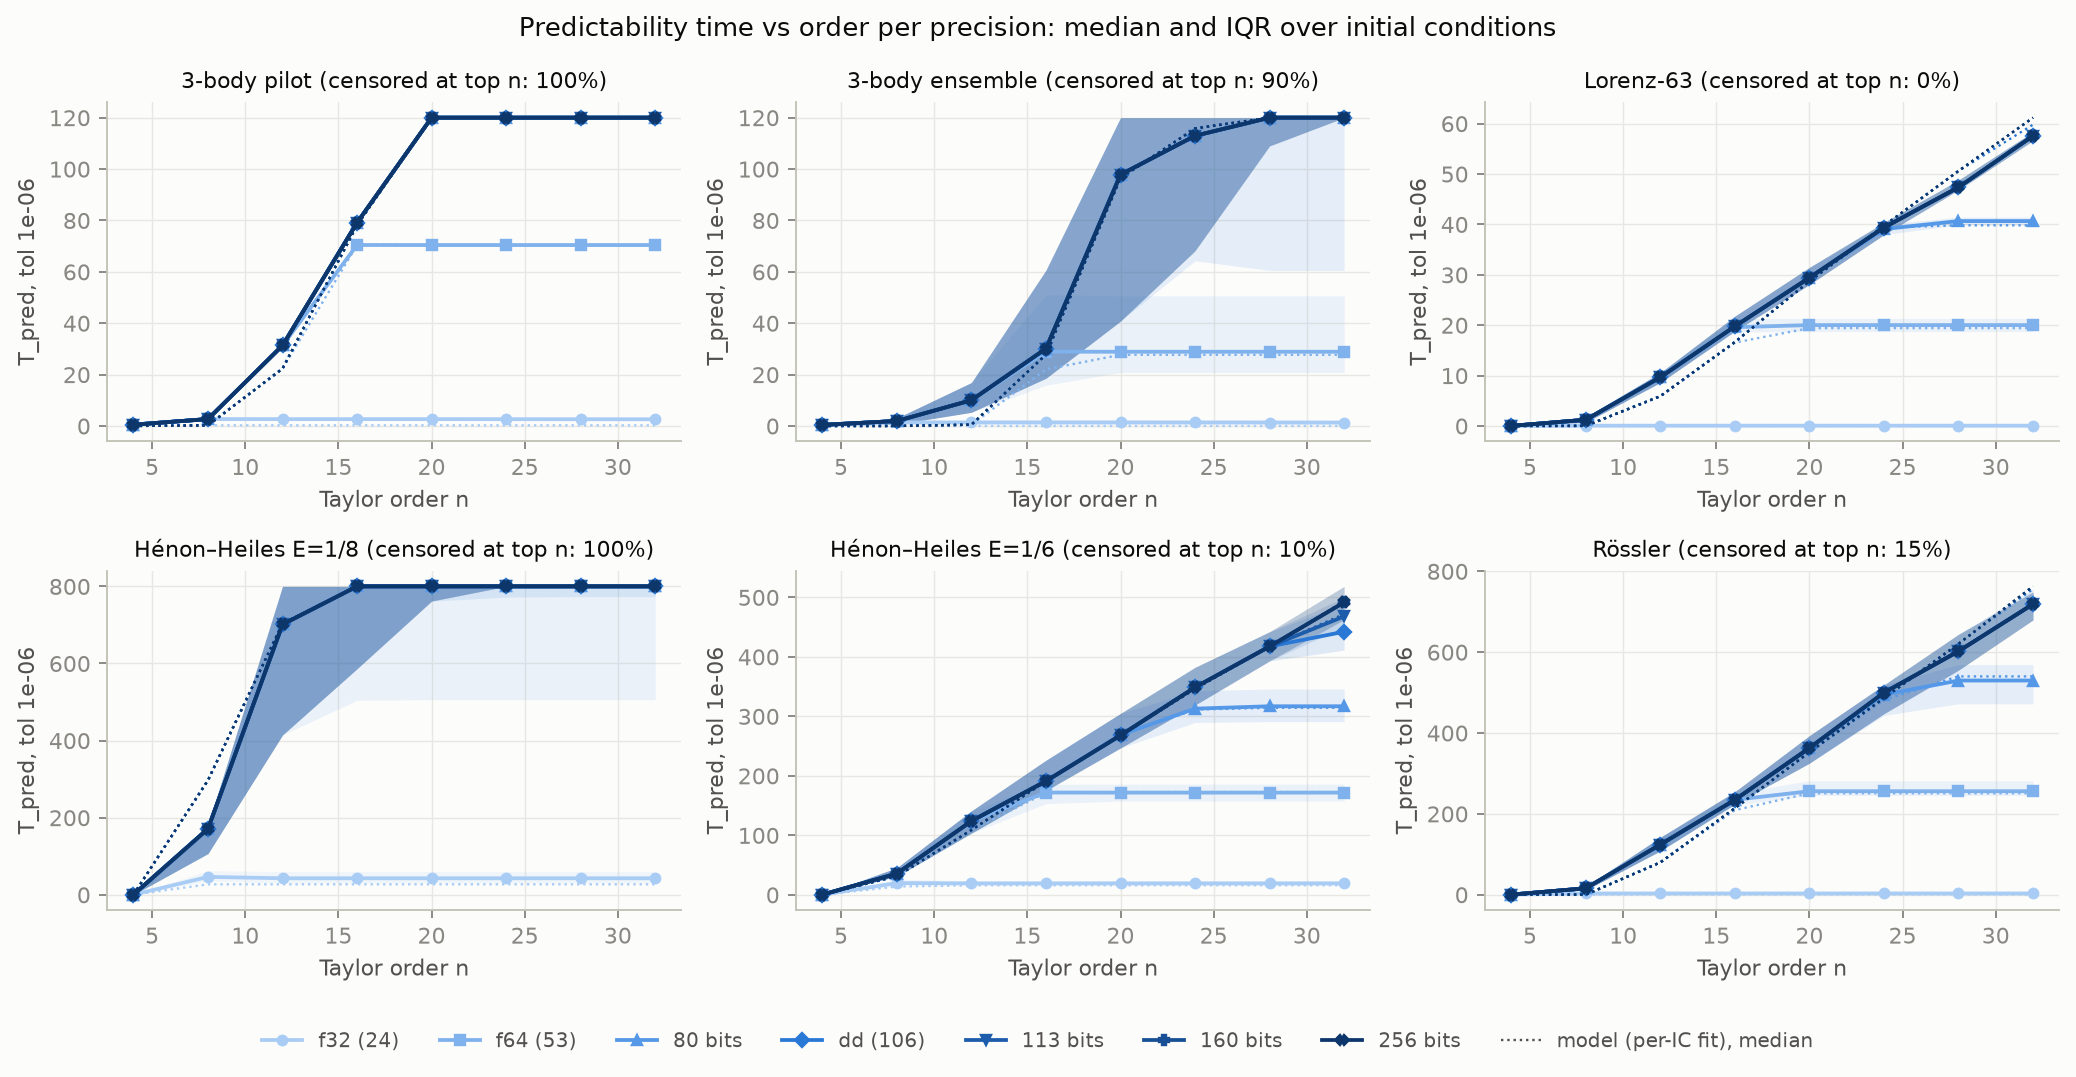 Predictability time vs order per precision: median and IQR over initial conditions
3-body pilot (censored at top n: 100%)
T_pred, tol 1e-06
120
100
80
60
40
20
0
5 10 15 20 25 30
Taylor order n
3-body ensemble (censored at top n: 90%)
T_pred, tol 1e-06
120
100
80
60
40
20
0
5 10 15 20 25 30
Taylor order n
Lorenz-63 (censored at top n: 0%)
T_pred, tol 1e-06
60
50
40
30
20
10
0
5 10 15 20 25 30
Taylor order n
Hénon–Heiles E=1/8 (censored at top n: 100%)
T_pred, tol 1e-06
800
600
400
200
0
5 10 15 20 25 30
Taylor order n
Hénon–Heiles E=1/6 (censored at top n: 10%)
T_pred, tol 1e-06
500
400
300
200
100
0
5 10 15 20 25 30
Taylor order n
Rössler (censored at top n: 15%)
T_pred, tol 1e-06
800
600
400
200
0
5 10 15 20 25 30
Taylor order n
f32 (24) f64 (53) 80 bits dd (106) 113 bits 160 bits 256 bits model (per-IC fit), median